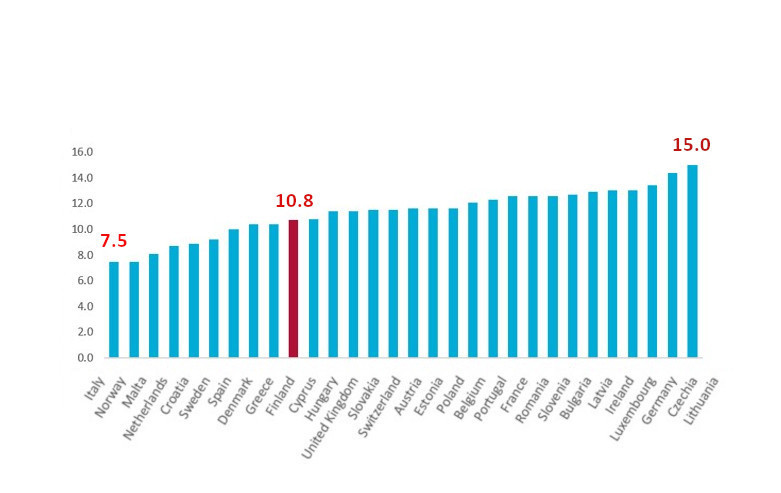 16.0
15.0
14.0
12.0
10.8
10.0
7.5
8.0
6.0
4.0
2.0
0.0
Italy
Norway
Malta
Netherlands
Croatia
Sweden
Spain
Denmark
Greece
Finland
Cyprus
Hungary
United Kingdom
Slovakia
Switzerland
Austria
Estonia
Poland
Belgium
Portugal
France
Romania
Slovenia
Bulgaria
Latvia
Ireland
Luxembourg
Germany
Czechia
Lithuania